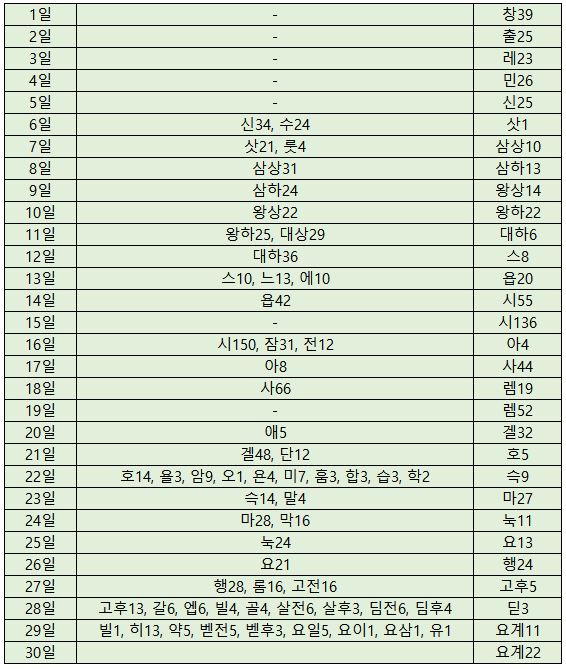 1일 - 창39
2일 - 출25
3일 - 레23
4일 - 민26
5일 - 신25
6일 신34, 수24 삿1
7일 삿21, 룻4 삼상10
8일 삼상31 삼하13
9일 삼하24 왕상14
10일 왕상22 왕하22
11일 왕하25, 대상29 대하6
12일 대하36 스8
13일 스10, 느13, 에10 욥20
14일 욥42 시55
15일 - 시136
16일 시150, 잠31, 전12 아4
17일 아8 사44
18일 사66 렘19
19일 - 렘52
20일 애5 겔32
21일 겔48, 단12 호5
22일 호14, 욜3, 암9, 오1, 욘4, 미7, 훔3, 합3, 습3, 학2 슥9
23일 슥14, 말4 마27
24일 마28, 막16 눅11
25일 눅24 요13
26일 요21 행24
27일 행28, 롬16, 고전16 고후5
28일 고후13, 갈6, 엡6, 빌4, 골4, 살전6, 살후3, 딤전6, 딤후4 딛3
29일 빌1, 히13, 약5, 벧전5, 벧후3, 요일5, 요이1, 요삼1, 유1 요계11
30일 요계22